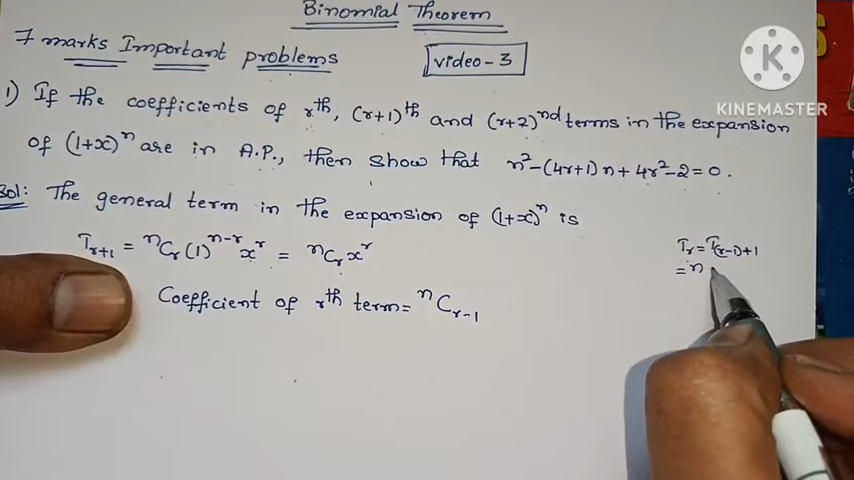 Binomial Theorem
7 marks Important problems
video-3
K
KINEMASTER
1) If the coefficients of rth, (r+1)th and (r+2)nd terms in the expansion
of (1+x)^n are in A.P., then show that n²-(4r+1)n+4r²-2=0.
Sol: The general term in the expansion of (1+x)^n is
T_{r+1} = ^nC_r (1)^{n-r} x^r = ^nC_r x^r
T_r = T_{(r-1)+1}
= n
Coefficient of rth term = ^nC_{r-1}